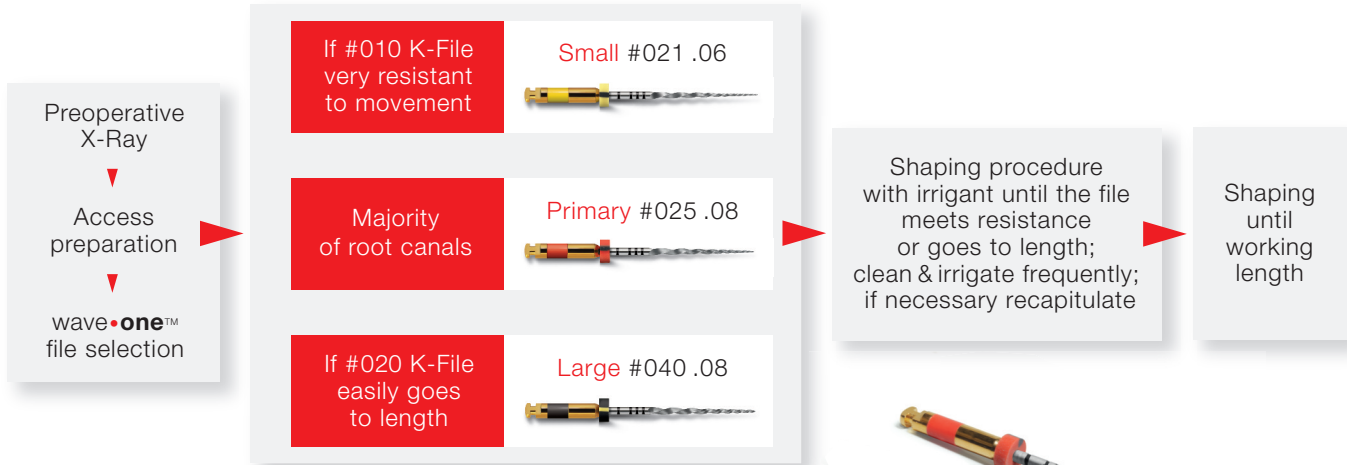 Preoperative
X-Ray
Access
preparation
wave•one™
file selection
If #010 K-File
very resistant
to movement
Small #021 .06
Majority
of root canals
Primary #025 .08
If #020 K-File
easily goes
to length
Large #040 .08
Shaping procedure
with irrigant until the file
meets resistance
or goes to length;
clean & irrigate frequently;
if necessary recapitulate
Shaping
until
working
length